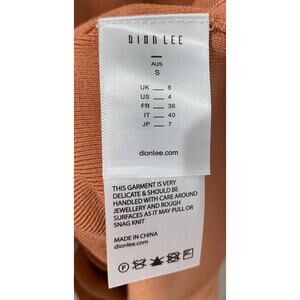 DION LEE
AUS
S
UK — 8
US — 4
FR — 36
IT — 40
JP — 7
dionlee.com
THIS GARMENT IS VERY
DELICATE & SHOULD BE
HANDLED WITH CARE AROUND
JEWELLERY AND ROUGH
SURFACES AS IT MAY PULL OR
SNAG KNIT
MADE IN CHINA
dionlee.com
F